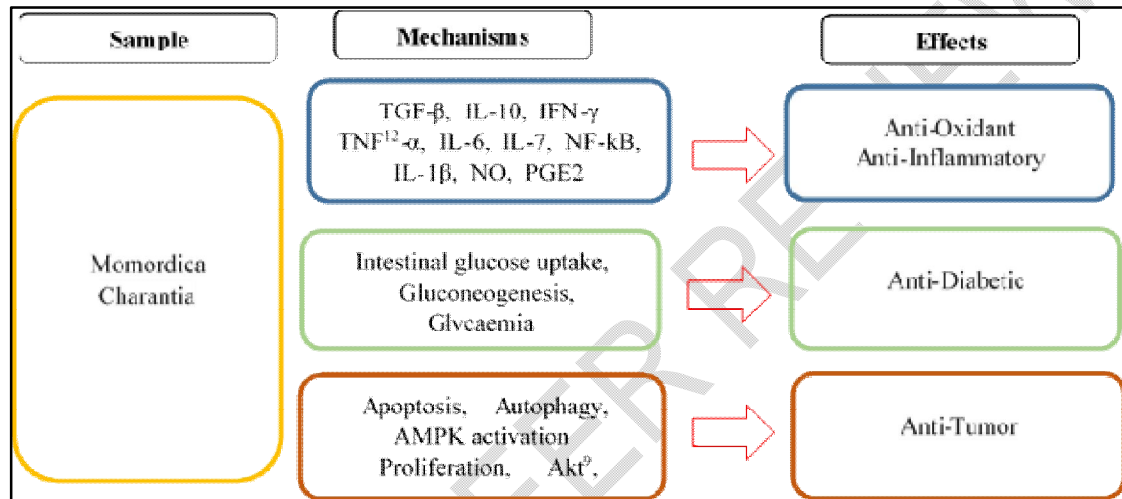 Sample
Mechanisms
Effects
Momordica
Charantia
TGF-β, IL-10, IFN-γ
TNF¹²-α, IL-6, IL-7, NF-kB,
IL-1β, NO, PGE2
Anti-Oxidant
Anti-Inflammatory
Intestinal glucose uptake,
Gluconeogenesis,
Glycaemia
Anti-Diabetic
Apoptosis, Autophagy,
AMPK activation
Proliferation, Akt⁹,
Anti-Tumor